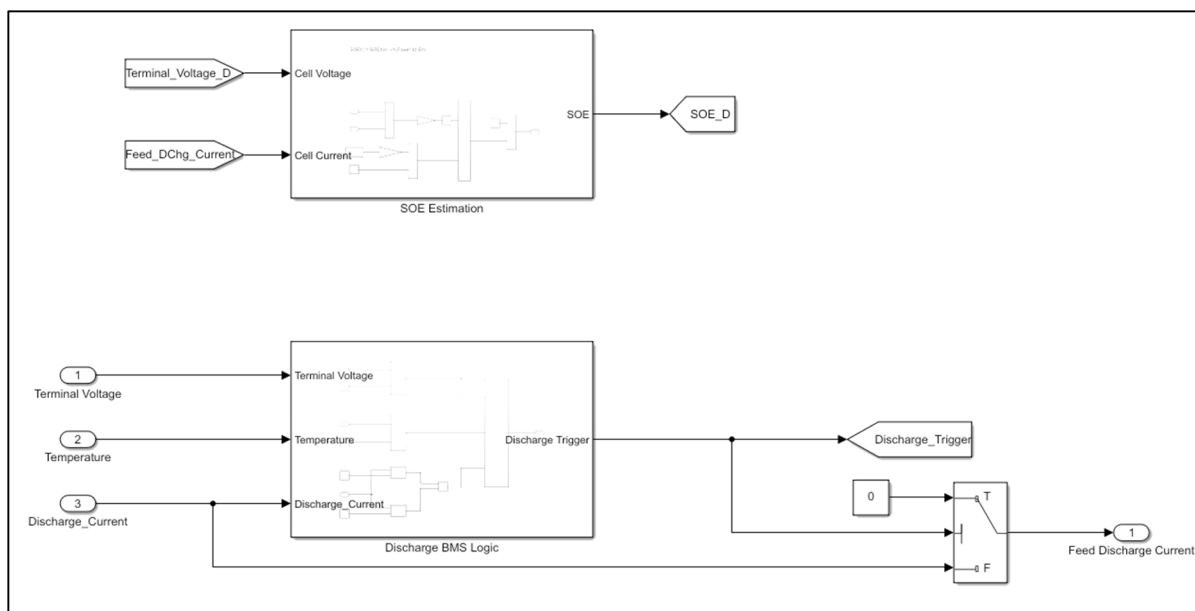 Terminal_Voltage_D
Cell Voltage
SOE
SOE_D
Feed_DChg_Current
Cell Current
SOE Estimation
1
Terminal Voltage
Terminal Voltage
2
Temperature
Temperature
Discharge Trigger
Discharge_Trigger
3
Discharge_Current
Discharge_Current
Discharge BMS Logic
0
T
F
1
Feed Discharge Current